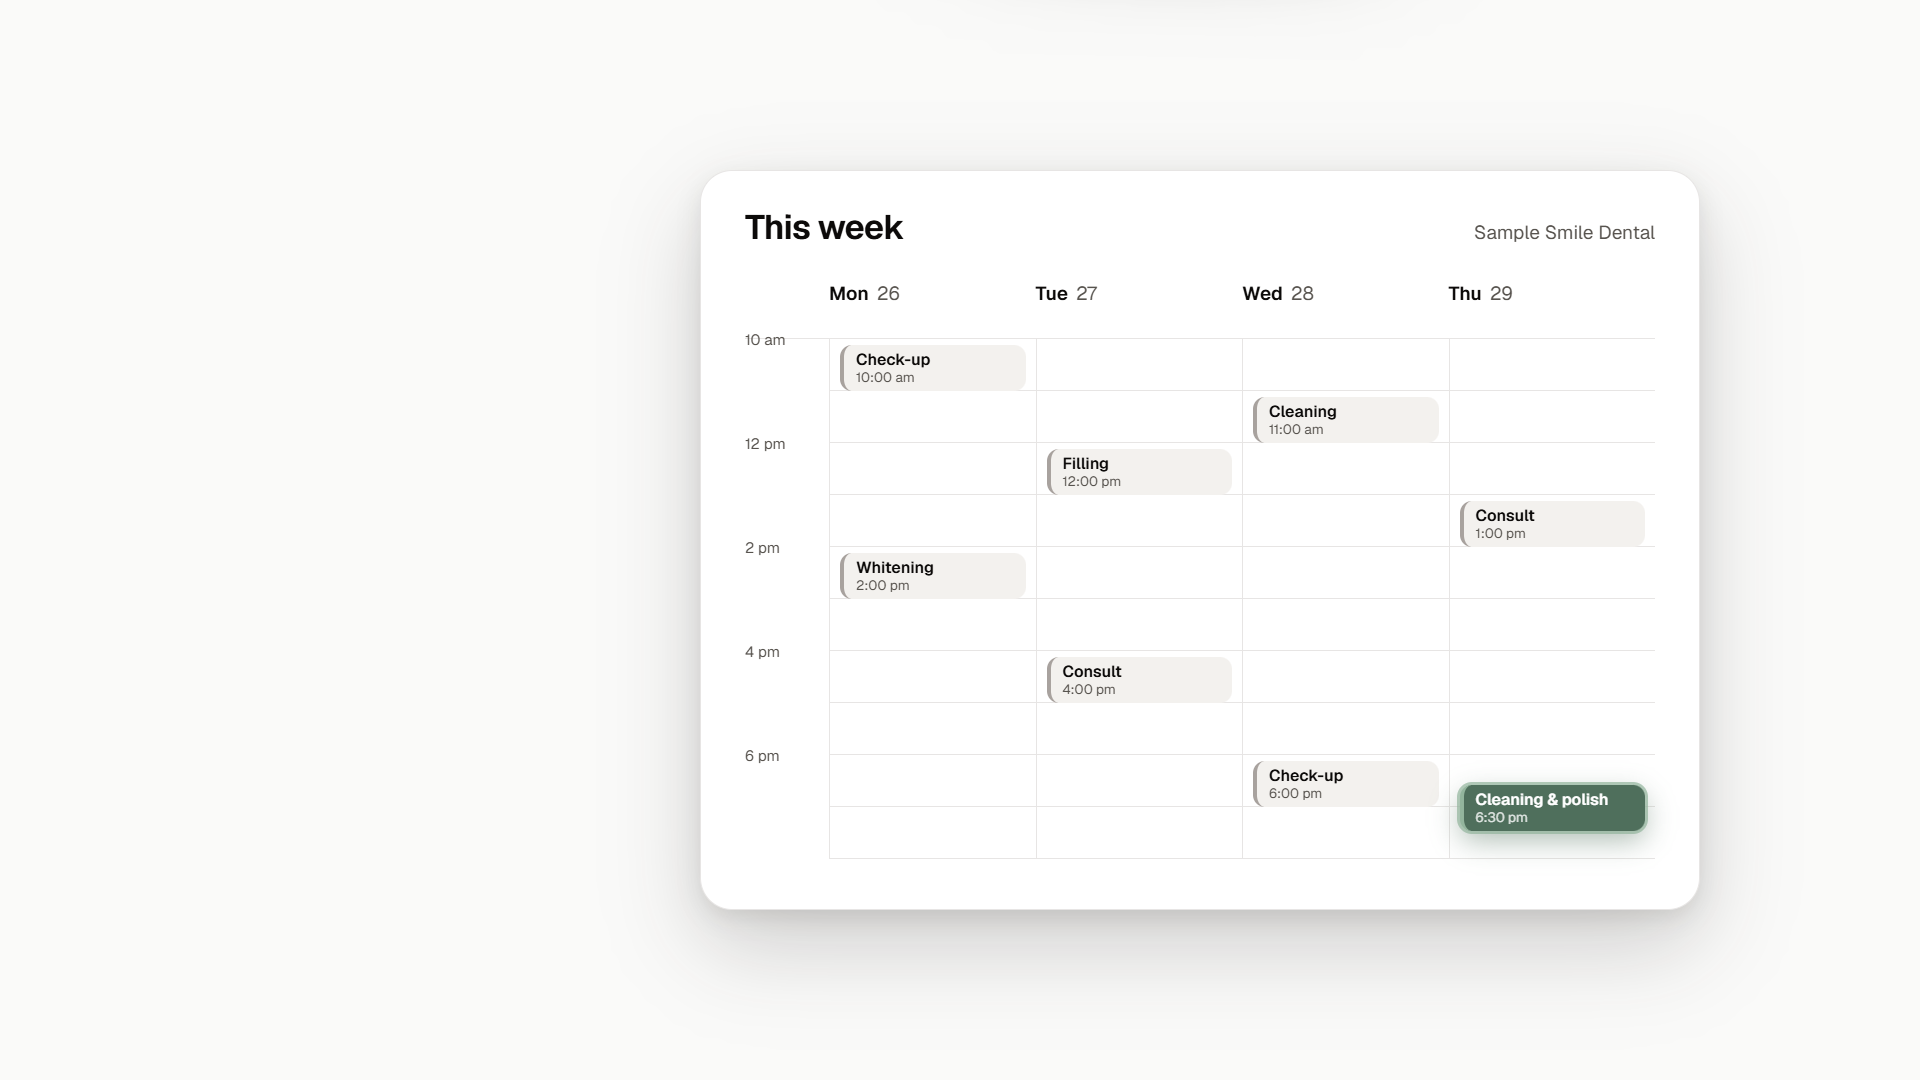 This week
Sample Smile Dental
Mon 26
Tue 27
Wed 28
Thu 29
10 am
Check-up
10:00 am
Cleaning
11:00 am
12 pm
Filling
12:00 pm
Consult
1:00 pm
2 pm
Whitening
2:00 pm
4 pm
Consult
4:00 pm
6 pm
Check-up
6:00 pm
Cleaning & polish
6:30 pm